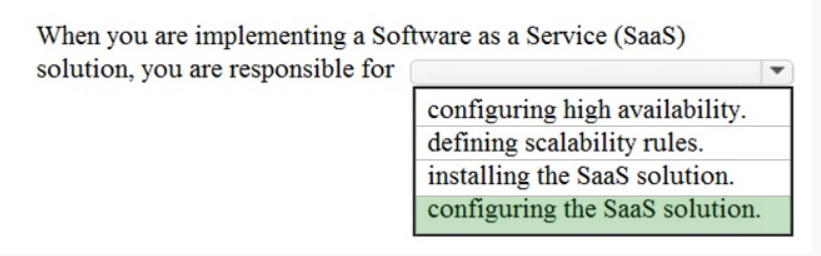 When you are implementing a Software as a Service (SaaS)
solution, you are responsible for
configuring high availability.
defining scalability rules.
installing the SaaS solution.
configuring the SaaS solution.